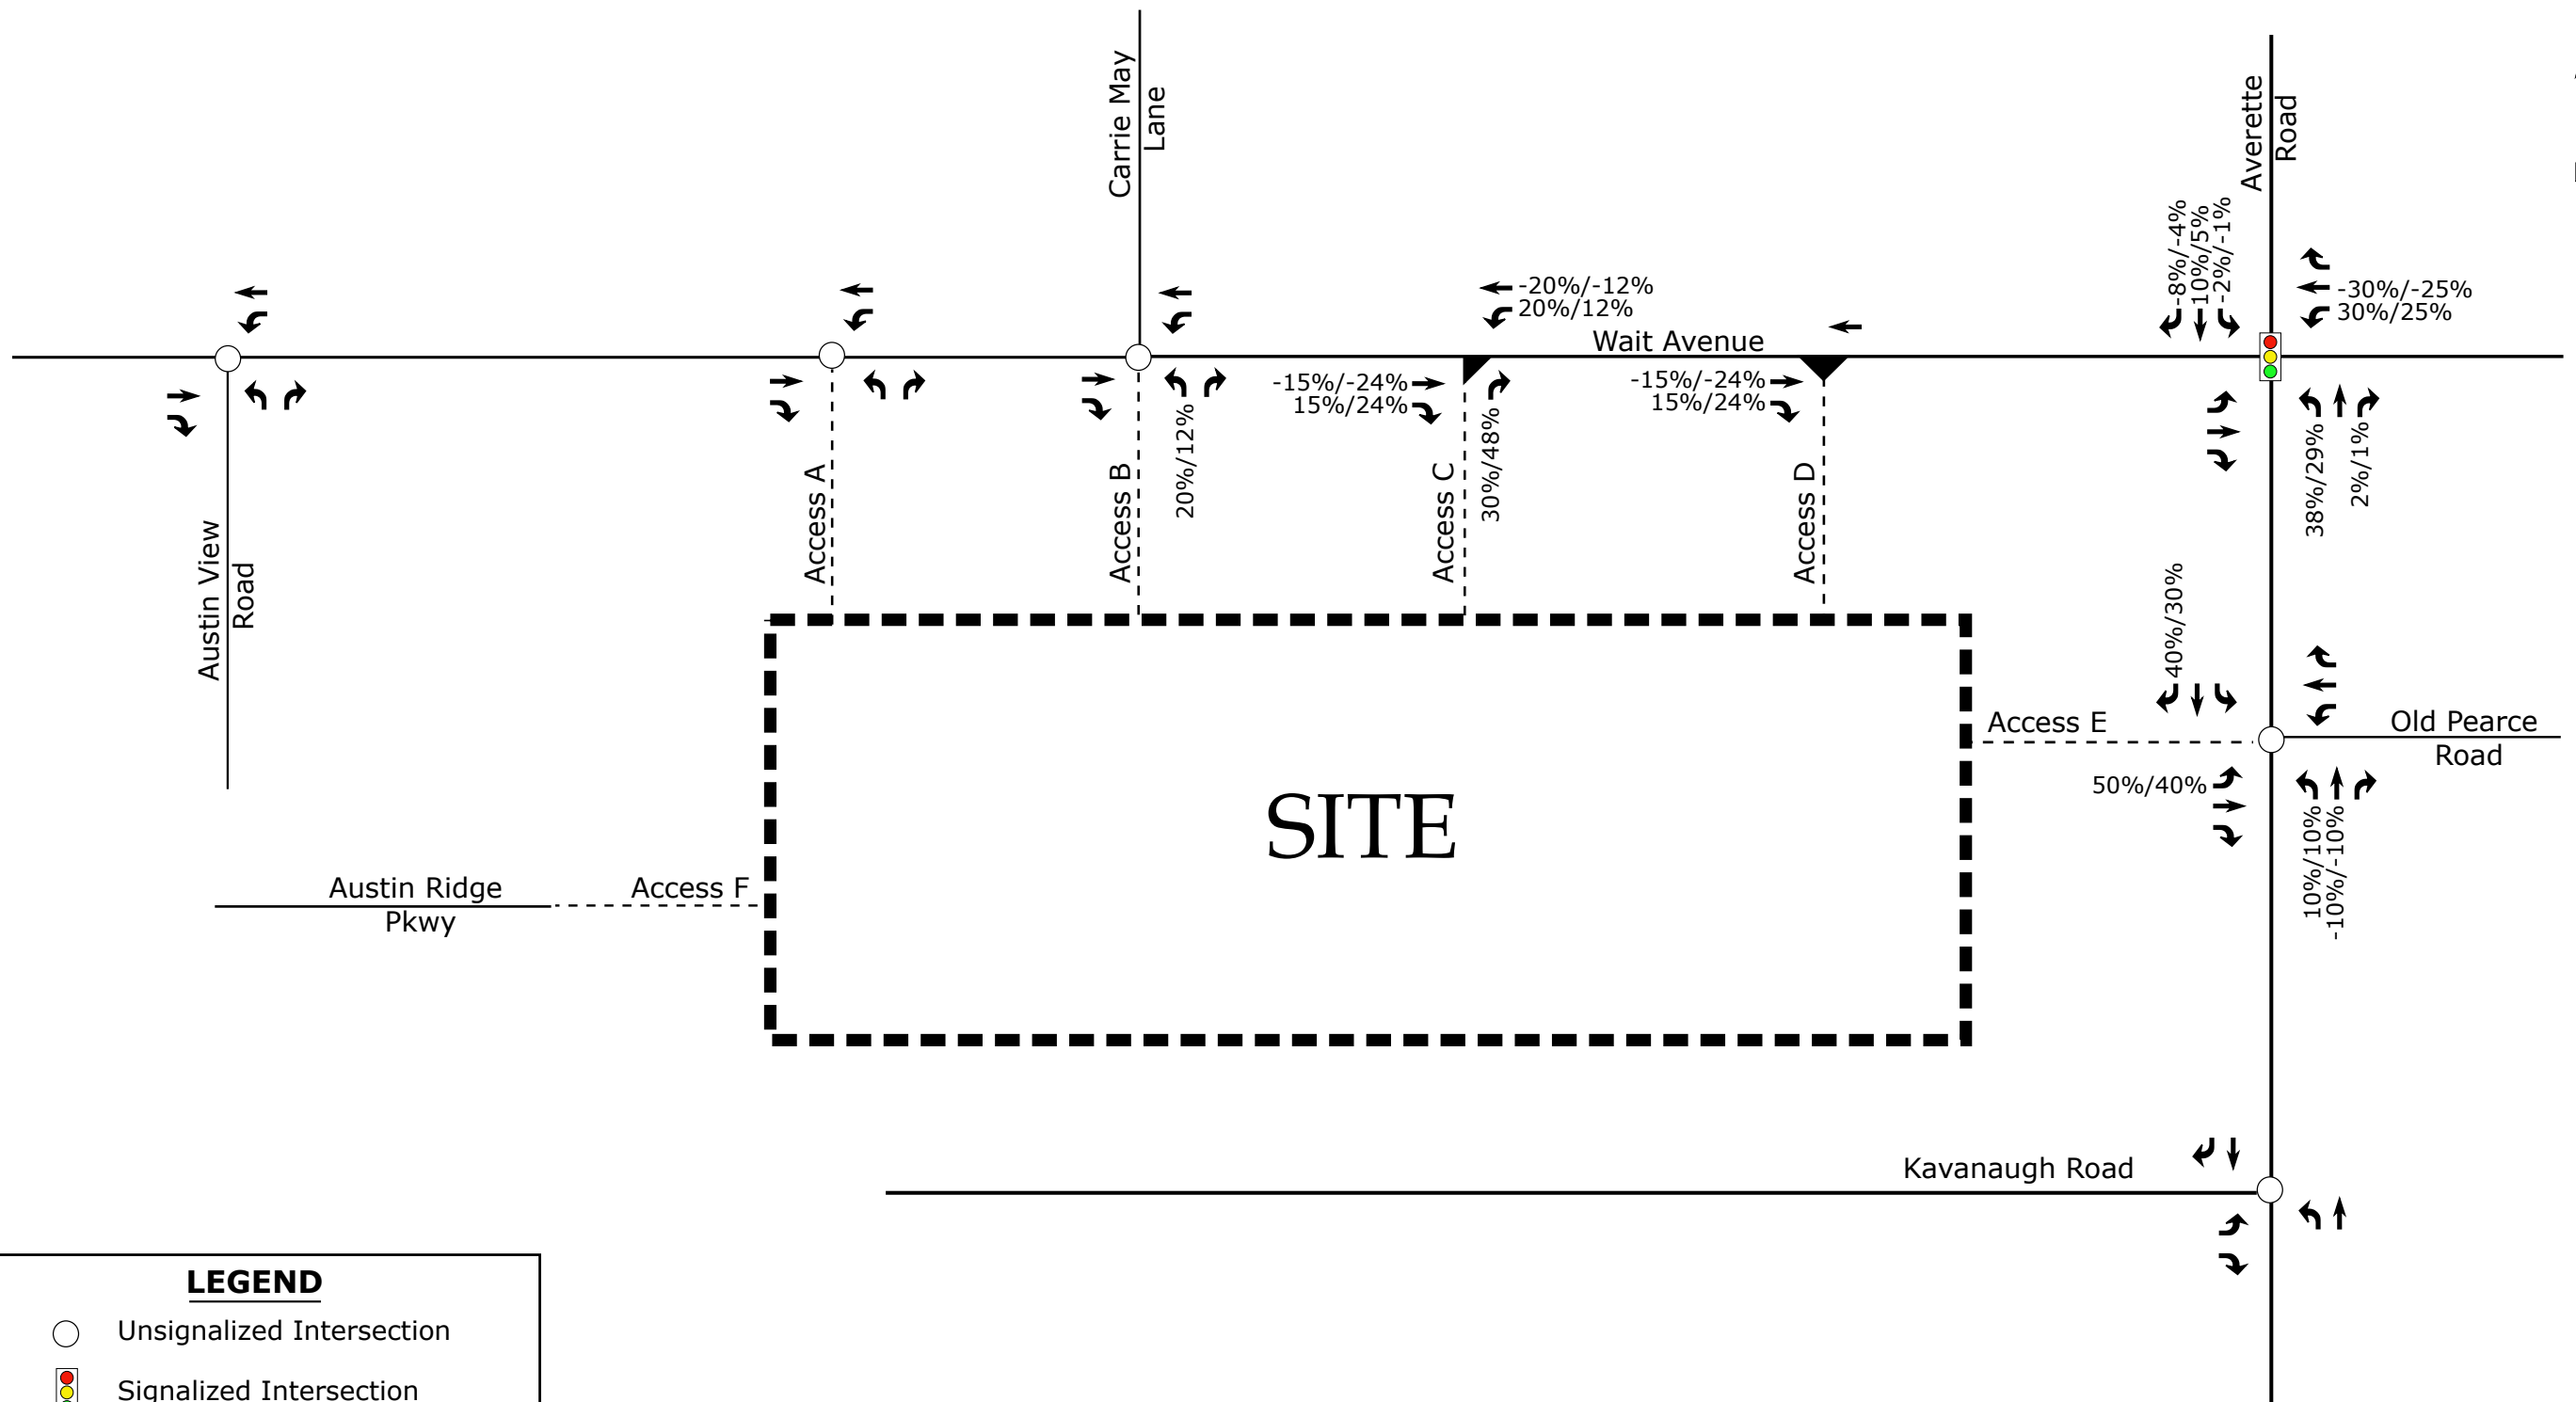 Carrie May
Lane
Averette
Road
-8%/-4%
10%/5%
-2%/-1%
-20%/-12%
20%/12%
-30%/-25%
30%/25%
Wait Avenue
-15%/-24%
15%/24%
-15%/-24%
15%/24%
Access A
Access B
20%/12%
Access C
30%/48%
Access D
38%/29%
2%/1%
Austin View
Road
40%/30%
Access E
Old Pearce
Road
50%/40%
10%/10%
-10%/-10%
SITE
Austin Ridge
Pkwy
Access F
Kavanaugh Road
LEGEND
Unsignalized Intersection
Signalized Intersection